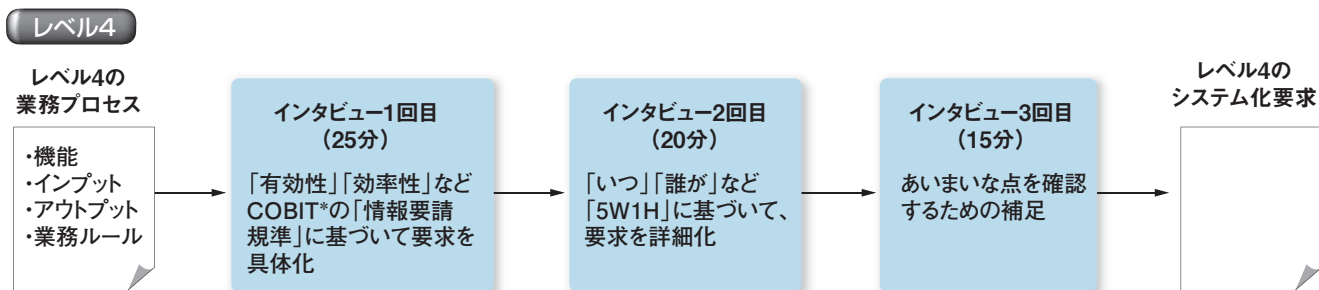 レベル4
レベル4の
業務プロセス
・機能
・インプット
・アウトプット
・業務ルール
インタビュー1回目
(25分)
「有効性」「効率性」など
COBIT*の「情報要請
規準」に基づいて要求を
具体化
インタビュー2回目
(20分)
「いつ」「誰が」など
「5W1H」に基づいて、
要求を詳細化
インタビュー3回目
(15分)
あいまいな点を確認
するための補足
レベル4の
システム化要求